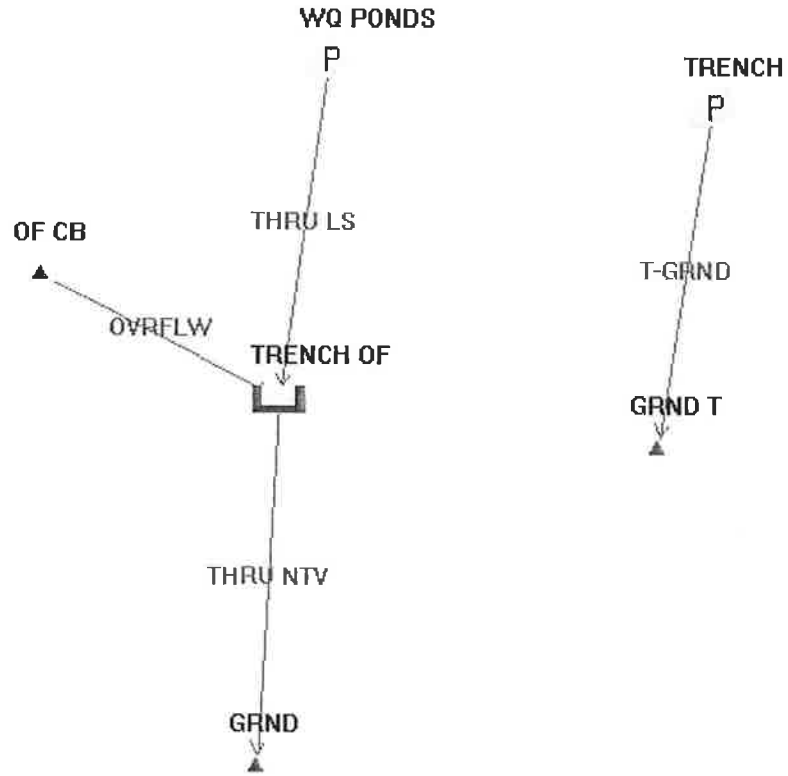 WQ PONDS
P
TRENCH
P
THRU LS
OF CB
T-GRND
OVRFLW
TRENCH OF
GRND T
THRU NTV
GRND